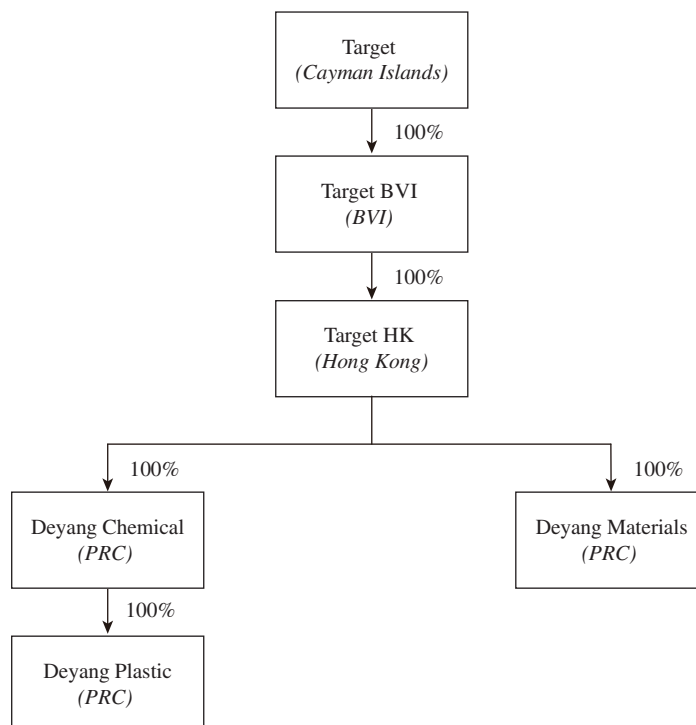 Target
(Cayman Islands)
100%
Target BVI
(BVI)
100%
Target HK
(Hong Kong)
100%
100%
Deyang Chemical
(PRC)
Deyang Materials
(PRC)
100%
Deyang Plastic
(PRC)